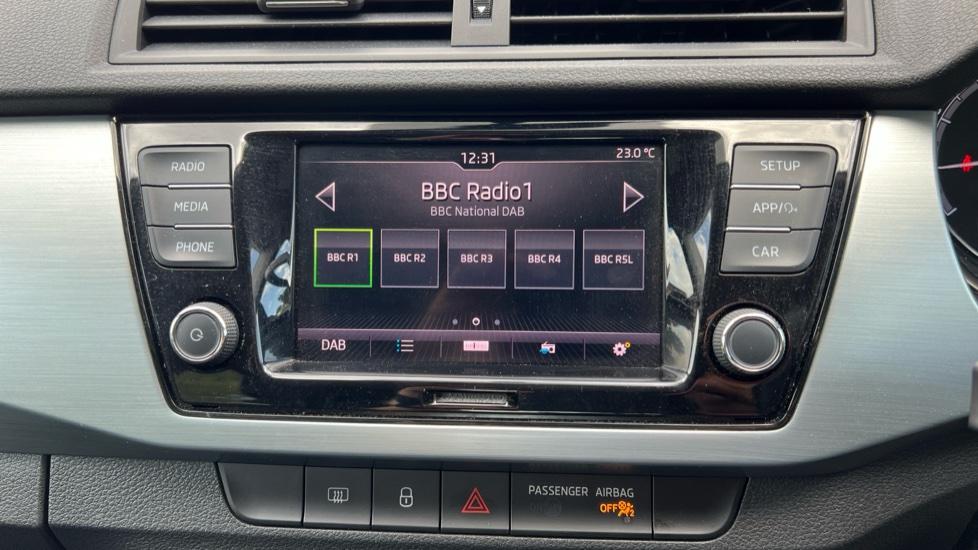 12:31
23.0 °C
RADIO
MEDIA
PHONE
BBC Radio1
BBC National DAB
BBC R1
BBC R2
BBC R3
BBC R4
BBC R5L
DAB
SETUP
APP/
CAR
PASSENGER AIRBAG
OFF
2